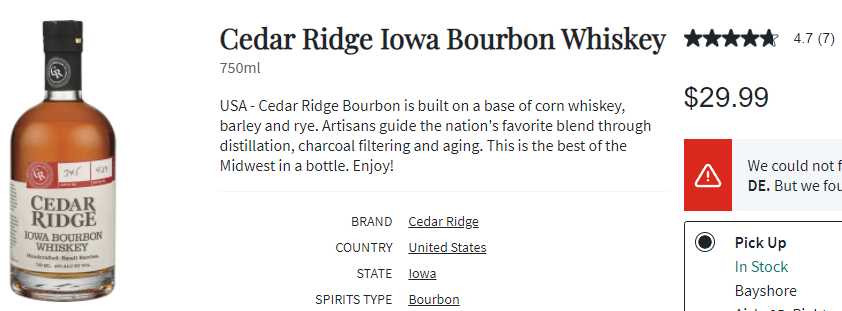 Cedar Ridge Iowa Bourbon Whiskey
4.7 (7)
750ml
$29.99
USA - Cedar Ridge Bourbon is built on a base of corn whiskey,
barley and rye. Artisans guide the nation's favorite blend through
distillation, charcoal filtering and aging. This is the best of the
Midwest in a bottle. Enjoy!
We could not f
DE. But we fou
BRAND Cedar Ridge
COUNTRY United States
STATE Iowa
SPIRITS TYPE Bourbon
Pick Up
In Stock
Bayshore
CR
CR
345
CEDAR
RIDGE
IOWA BOURBON
WHISKEY
Handcrafted. Small Batches.